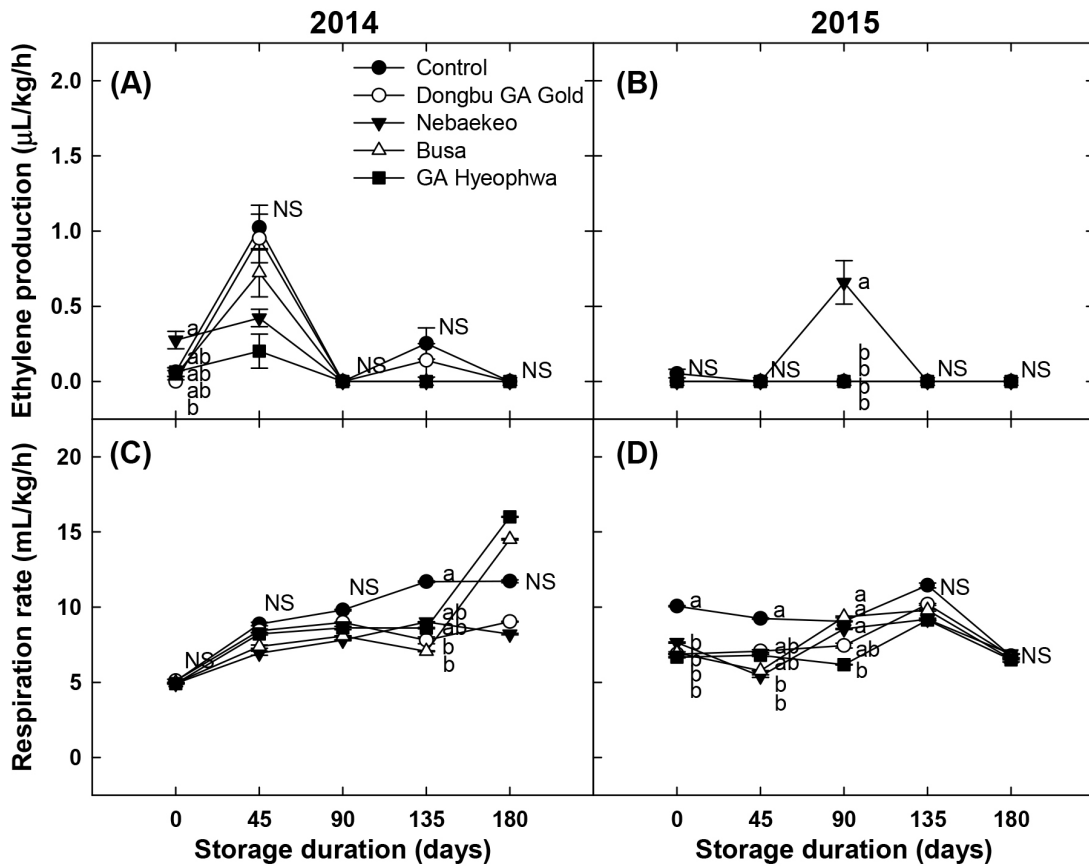 2014
2015
(A)
Control
Dongbu GA Gold
Nebaekeo
Busa
GA Hyeophwa
Ethylene production (μL/kg/h)
2.0
1.5
1.0
0.5
0.0
NS
a
ab
ab
ab
b
NS
NS
NS
(B)
NS
NS
a
b
b
b
b
NS
NS
(C)
Respiration rate (mL/kg/h)
20
15
10
5
0
NS
NS
NS
a
ab
ab
b
b
NS
(D)
a
b
b
b
b
a
ab
ab
b
b
a
a
a
ab
b
NS
NS
0 45 90 135 180
0 45 90 135 180
Storage duration (days)
Storage duration (days)